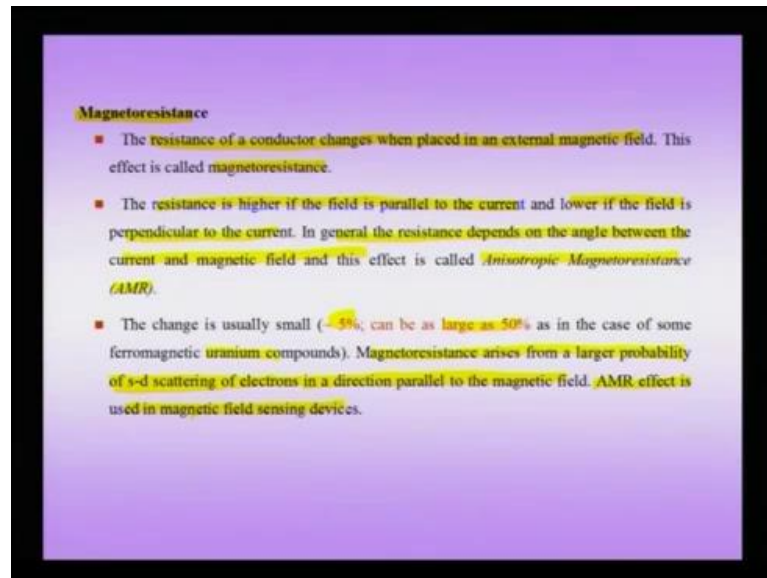 Magnetoresistance
The resistance of a conductor changes when placed in an external magnetic field. This
effect is called magnetoresistance.
The resistance is higher if the field is parallel to the current and lower if the field is
perpendicular to the current. In general the resistance depends on the angle between the
current and magnetic field and this effect is called Anisotropic Magnetoresistance
(AMR).
The change is usually small (~ 5%; can be as large as 50% as in the case of some
ferromagnetic uranium compounds). Magnetoresistance arises from a larger probability
of s-d scattering of electrons in a direction parallel to the magnetic field. AMR effect is
used in magnetic field sensing devices.